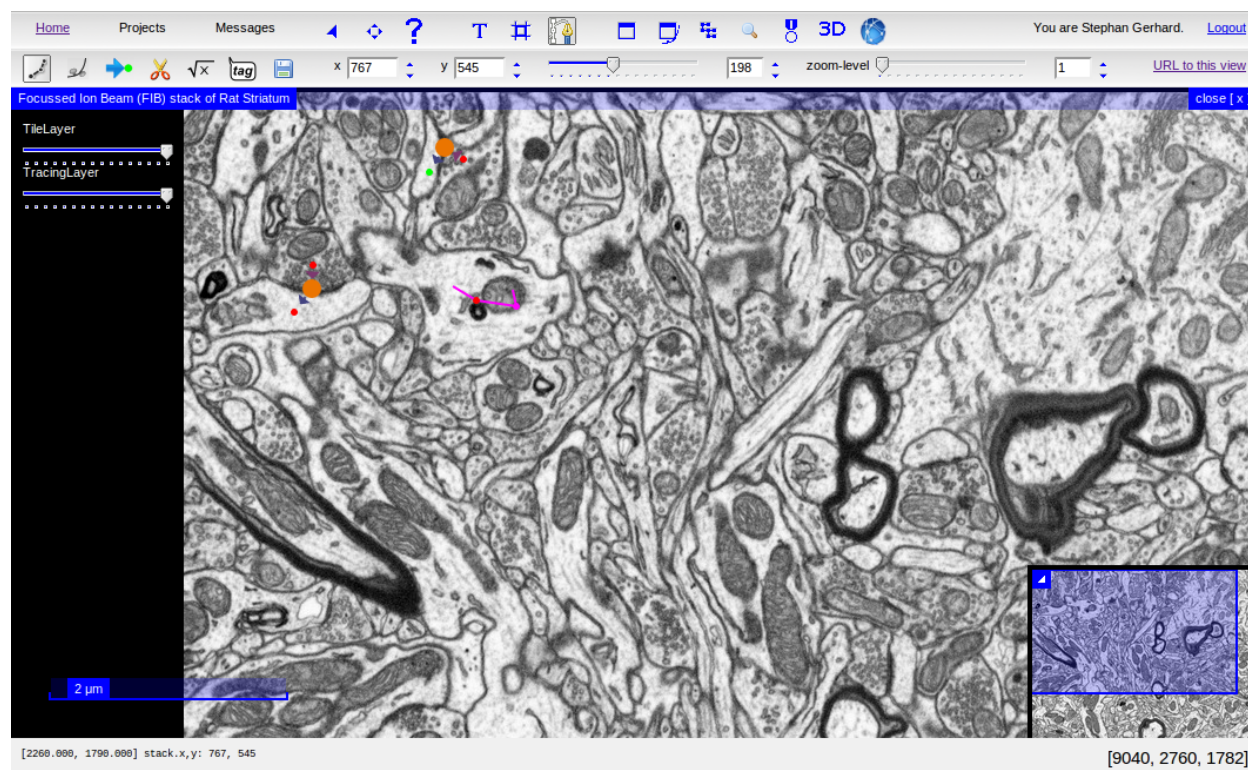 Home Projects Messages ? T 3D You are Stephan Gerhard. Logout
√x tag x 767 y 545 198 zoom-level 1 URL to this view
Focussed Ion Beam (FIB) stack of Rat Striatum close [ x
TileLayer
TracingLayer
2 µm
[2260.000, 1790.000] stack.x,y: 767, 545
[9040, 2760, 1782]